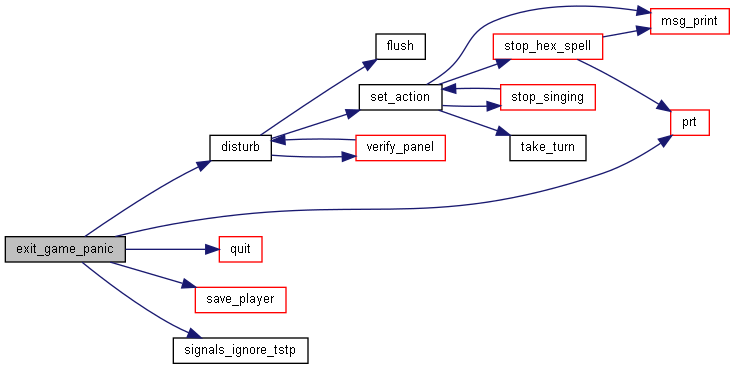 msg_print
flush
stop_hex_spell
set_action
stop_singing
prt
disturb
verify_panel
take_turn
exit_game_panic
quit
save_player
signals_ignore_tstp